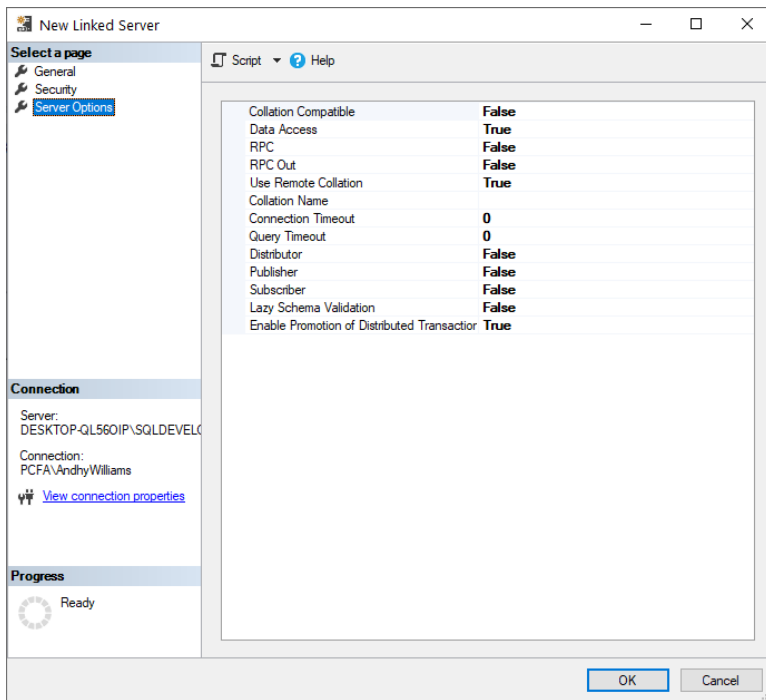 New Linked Server
Select a page
General
Security
Server Options
Script Help
Collation Compatible False
Data Access True
RPC False
RPC Out False
Use Remote Collation True
Collation Name
Connection Timeout 0
Query Timeout 0
Distributor False
Publisher False
Subscriber False
Lazy Schema Validation False
Enable Promotion of Distributed Transaction True
Connection
Server:
DESKTOP-QL56OIP\SQLDEVELO
Connection:
PCFA\AndhyWilliams
View connection properties
Progress
Ready
OK Cancel